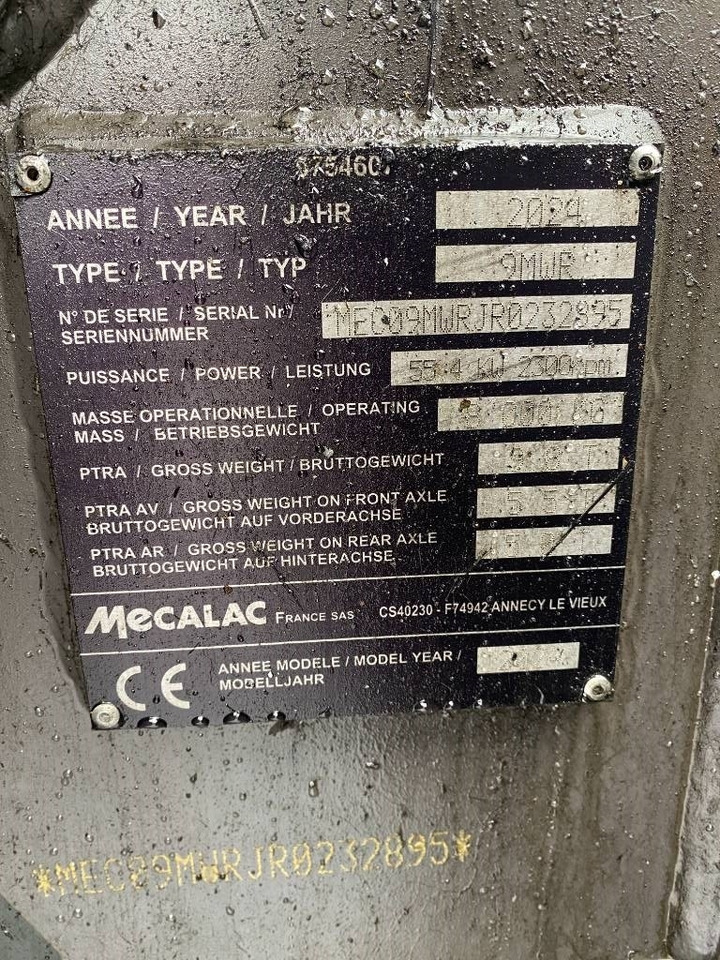 675460
ANNEE / YEAR / JAHR 2024
TYPE / TYPE / TYP 9MWR
N° DE SERIE / SERIAL Nr / MEC09MWRJR0232895
SERIENNUMMER
PUISSANCE / POWER / LEISTUNG 55.4 kW 2300rpm
MASSE OPERATIONNELLE / OPERATING
MASS / BETRIEBSGEWICHT
PTRA / GROSS WEIGHT / BRUTTOGEWICHT
PTRA AV / GROSS WEIGHT ON FRONT AXLE
BRUTTOGEWICHT AUF VORDERACHSE
PTRA AR / GROSS WEIGHT ON REAR AXLE
BRUTTOGEWICHT AUF HINTERACHSE
MECALAC FRANCE SAS CS40230 - F74942 ANNECY LE VIEUX
CE ANNEE MODELE / MODEL YEAR /
MOBELLJAHR
*MEC09MWRJR0232895*